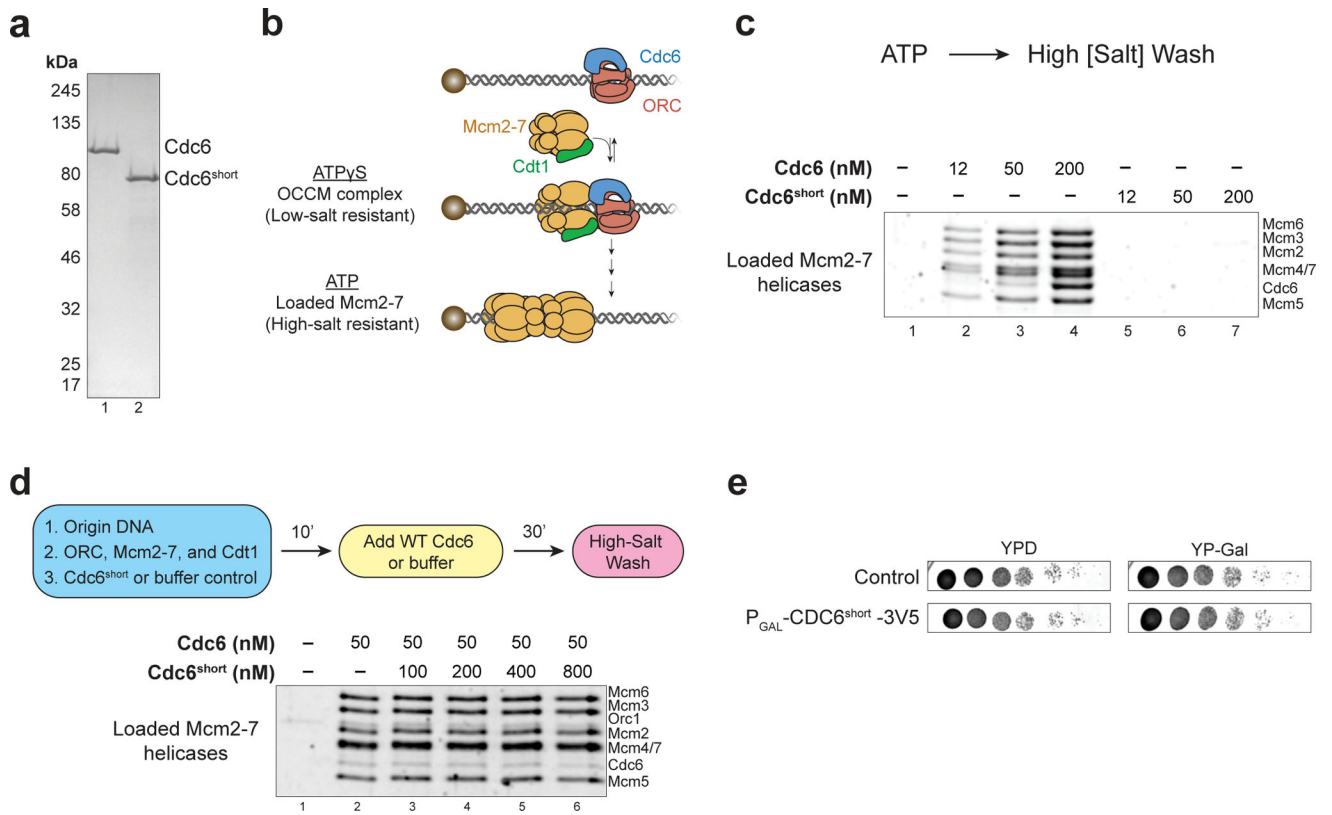 a
kDa
245
135
80
58
46
32
25
17
Cdc6
Cdc6short
1 2
b
Cdc6
ORC
Mcm2-7
Cdt1
ATPγS
OCCM complex
(Low-salt resistant)
ATP
Loaded Mcm2-7
(High-salt resistant)
c
ATP High [Salt] Wash
Cdc6 (nM) – 12 50 200 – – –
Cdc6short (nM) – – – – 12 50 200
Loaded Mcm2-7
helicases
Mcm6
Mcm3
Mcm2
Mcm4/7
Cdc6
Mcm5
1 2 3 4 5 6 7
d
1. Origin DNA
2. ORC, Mcm2-7, and Cdt1
3. Cdc6short or buffer control
10’
Add WT Cdc6
or buffer
30’
High-Salt
Wash
Cdc6 (nM) – 50 50 50 50 50
Cdc6short (nM) – – 100 200 400 800
Loaded Mcm2-7
helicases
Mcm6
Mcm3
Orc1
Mcm2
Mcm4/7
Cdc6
Mcm5
1 2 3 4 5 6
e
YPD YP-Gal
Control
PGAL-CDC6short -3V5